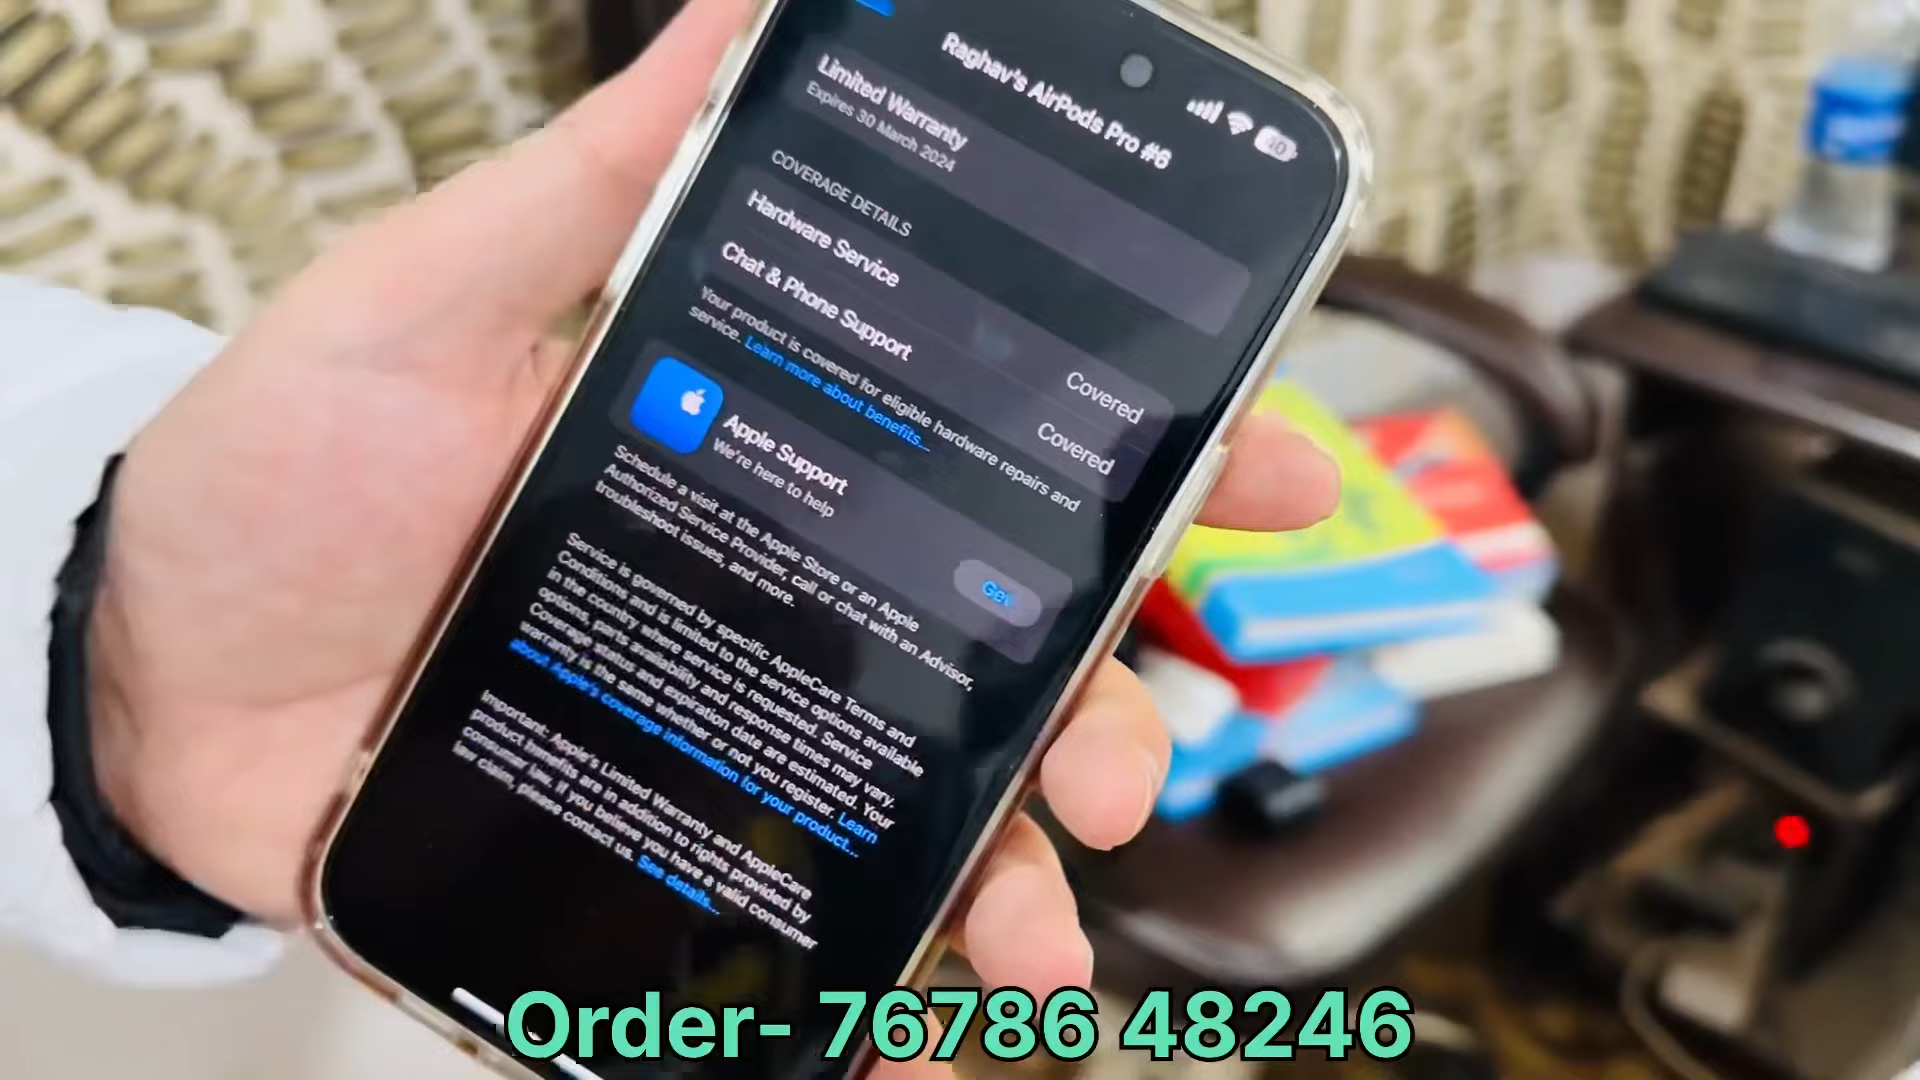 Raghav's AirPods Pro #6
40
Limited Warranty
Expires 30 March 2024
COVERAGE DETAILS
Hardware Service
Covered
Chat & Phone Support
Covered
Your product is covered for eligible hardware repairs and
service. Learn more about benefits...
Apple Support
We're here to help
Get
Schedule a visit at the Apple Store or an Apple
Authorized Service Provider, call or chat with an Advisor,
troubleshoot issues, and more.
Service is governed by specific AppleCare Terms and
Conditions and is limited to the service options available
in the country where service is requested. Service
options, parts availability and response times may vary.
Coverage status and expiration date are estimated. Your
warranty is the same whether or not you register. Learn
about Apple's coverage information for your product...
Important: Apple's Limited Warranty and AppleCare
product benefits are in addition to rights provided by
consumer law. If you believe you have a valid consumer
law claim, please contact us. See details...
Order- 76786 48246